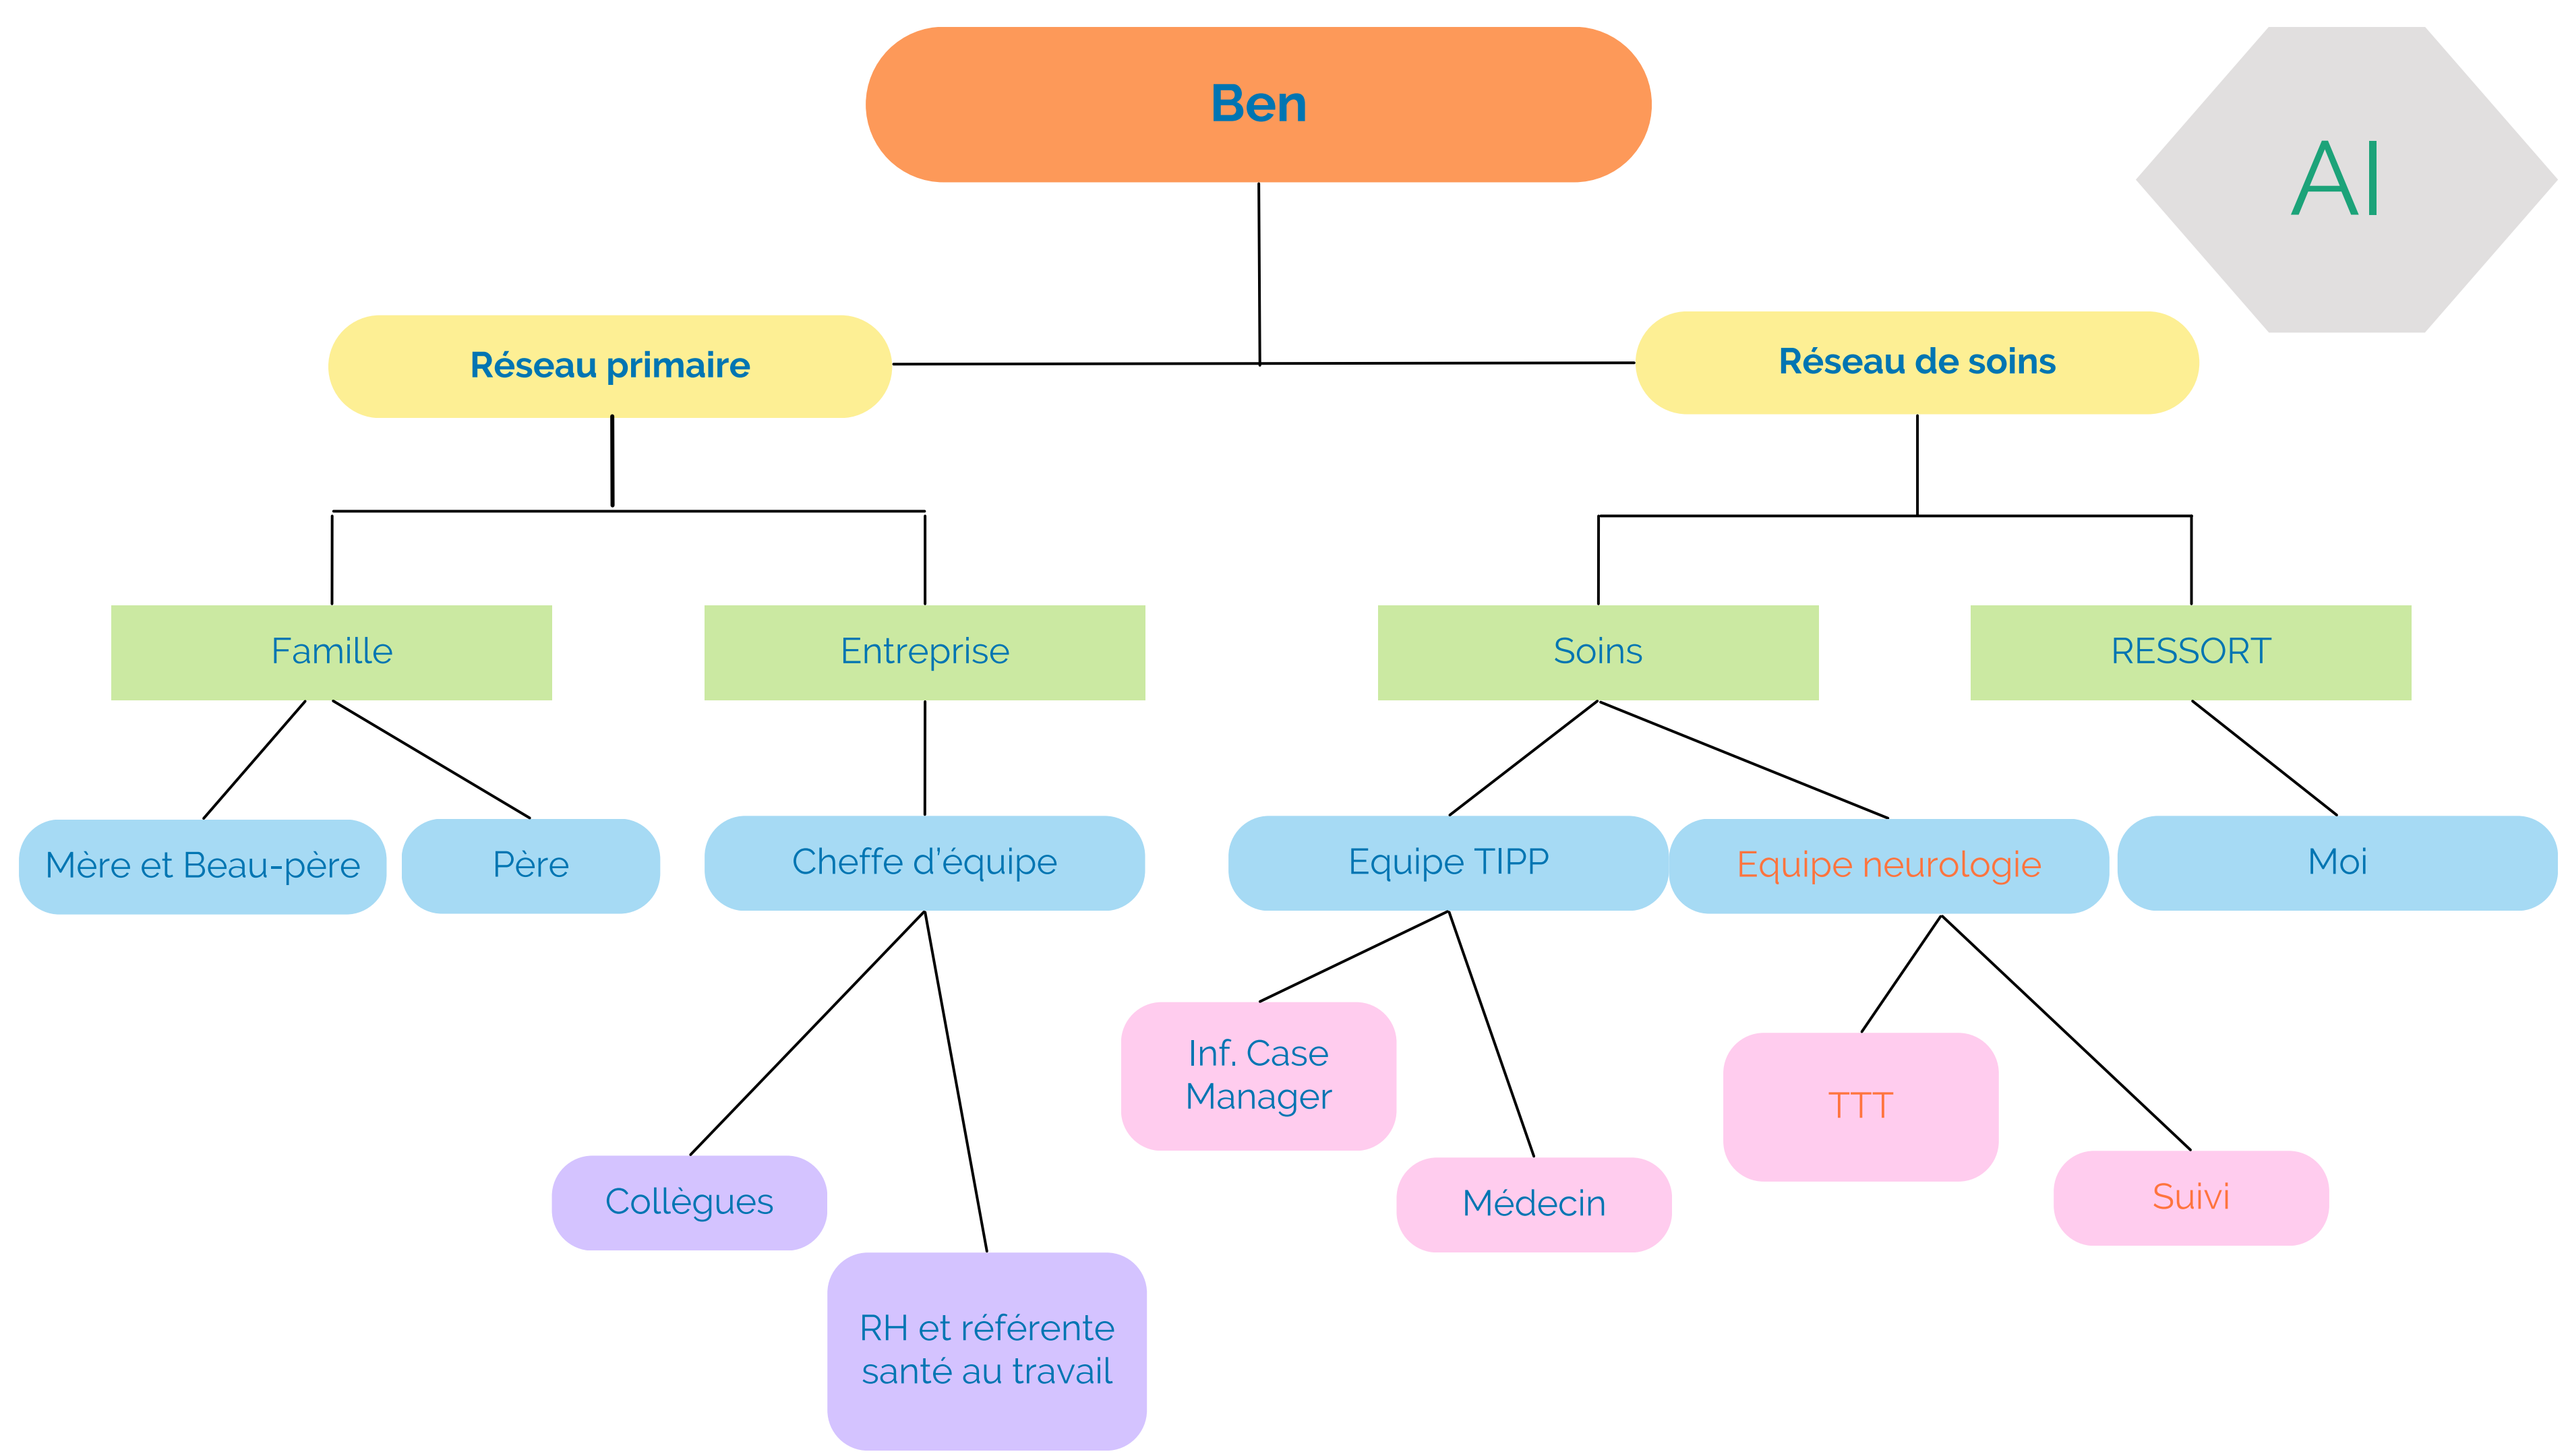 Ben
AI
Réseau primaire
Réseau de soins
Famille
Entreprise
Soins
RESSORT
Mère et Beau-père
Père
Cheffe d'équipe
Equipe TIPP
Equipe neurologie
Moi
Inf. Case
Manager
TTT
Collègues
Médecin
Suivi
RH et référente
santé au travail